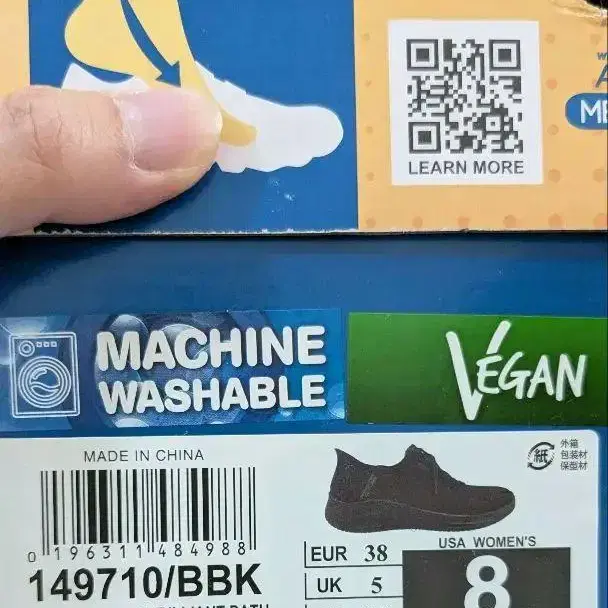 LEARN MORE
MACHINE
WASHABLE
VEGAN
MADE IN CHINA
外箱
包装材
保型材
紙
0 196311 484988
149710/BBK
EUR 38
UK 5
USA WOMEN'S
8